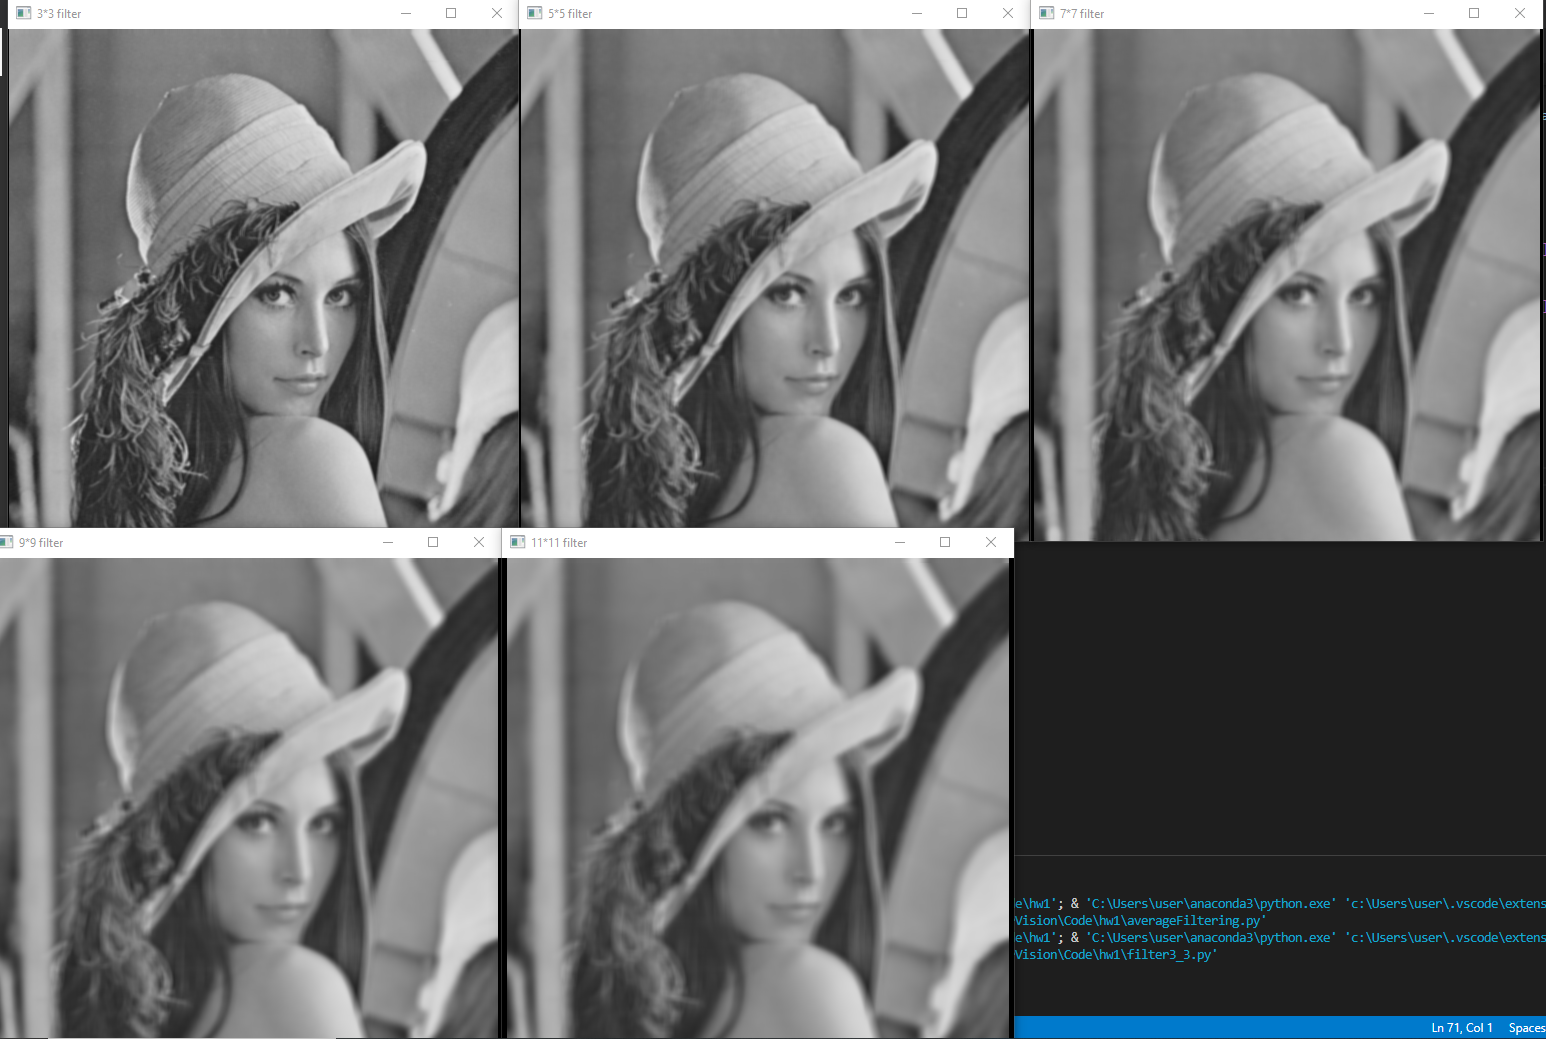 3*3 filter
5*5 filter
7*7 filter
9*9 filter
11*11 filter
e\hw1'; & 'C:\Users\user\anaconda3\python.exe' 'c:\Users\user\.vscode\extens
Vision\Code\hw1\averageFiltering.py'
e\hw1'; & 'C:\Users\user\anaconda3\python.exe' 'c:\Users\user\.vscode\extens
Vision\Code\hw1\filter3_3.py'
Ln 71, Col 1 Spaces